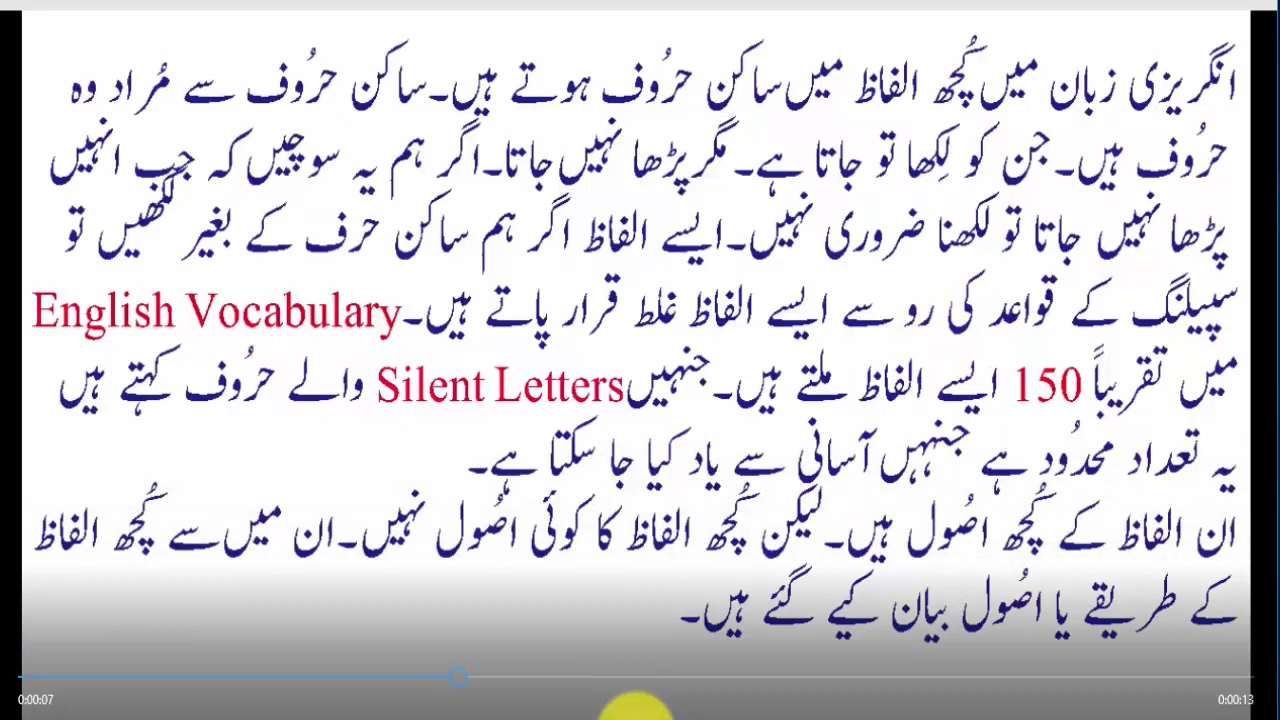 انگریزی زبان میں کُچھ الفاظ میں ساکن حرُوف ہوتے ہیں۔ساکن حرُوف سے مُراد وہ
حرُوف ہیں۔جن کو لِکھا تو جاتا ہے۔مگر پڑھا نہیں جاتا۔اگر ہم یہ سوچیں کہ جب انہیں
پڑھا نہیں جاتا تو لکھنا ضروری نہیں۔ایسے الفاظ اگر ہم ساکن حرف کے بغیر لکھیں تو
سپیلنگ کے قواعد کی رو سے ایسے الفاظ غلط قرار پاتے ہیں۔English Vocabulary
میں تقریباً 150 ایسے الفاظ ملتے ہیں۔جنہیں Silent Letters والے حرُوف کہتے ہیں
یہ تعداد محدُود ہے جنہیں آسانی سے یاد کیا جا سکتا ہے۔
ان الفاظ کے کُچھ اصُول ہیں۔لیکن کُچھ الفاظ کا کوئی اصُول نہیں۔ان میں سے کُچھ الفاظ
کے طریقے یا اصُول بیان کیے گئے ہیں۔
0:00:07 0:00:13